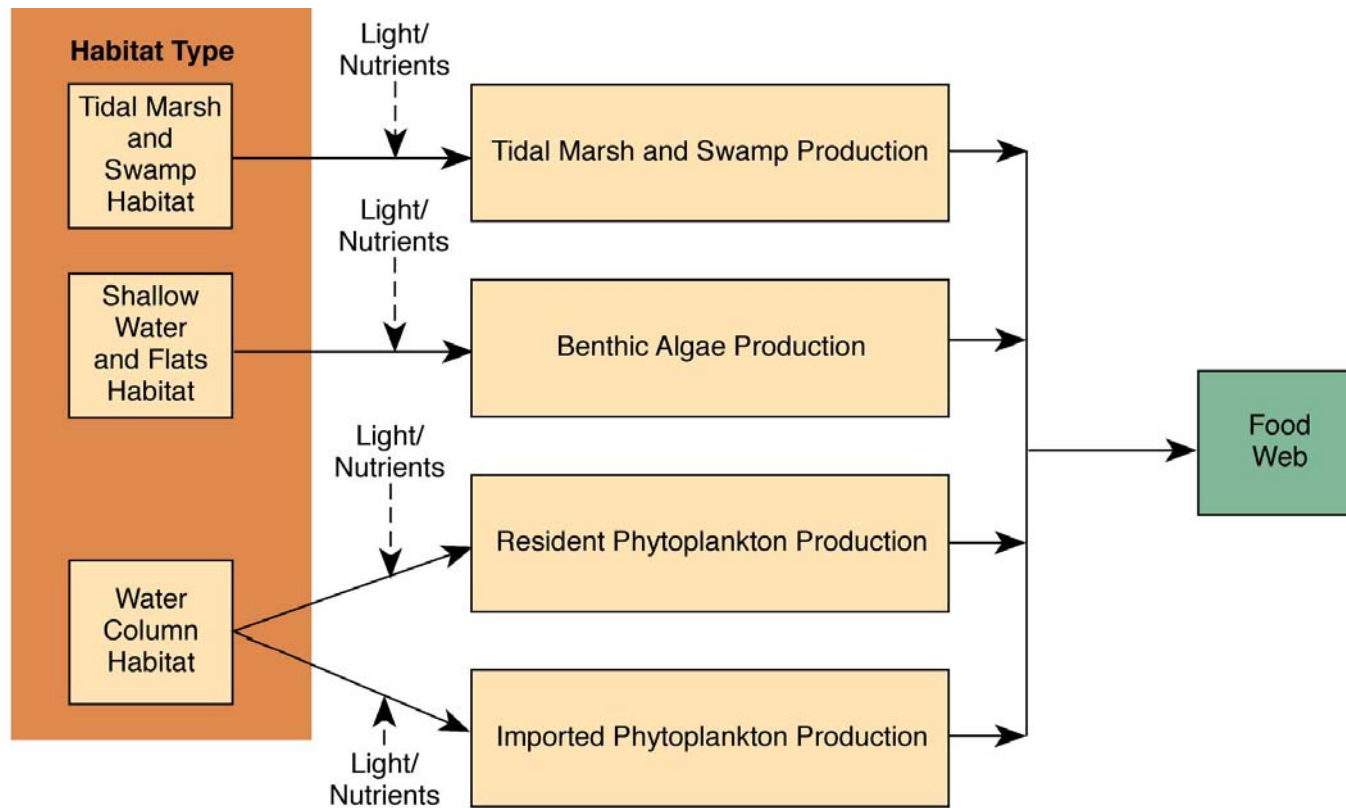 Habitat Type
Tidal Marsh
and
Swamp
Habitat
Light/
Nutrients
Tidal Marsh and Swamp Production
Shallow
Water
and Flats
Habitat
Light/
Nutrients
Benthic Algae Production
Water
Column
Habitat
Light/
Nutrients
Resident Phytoplankton Production
Light/
Nutrients
Imported Phytoplankton Production
Food
Web